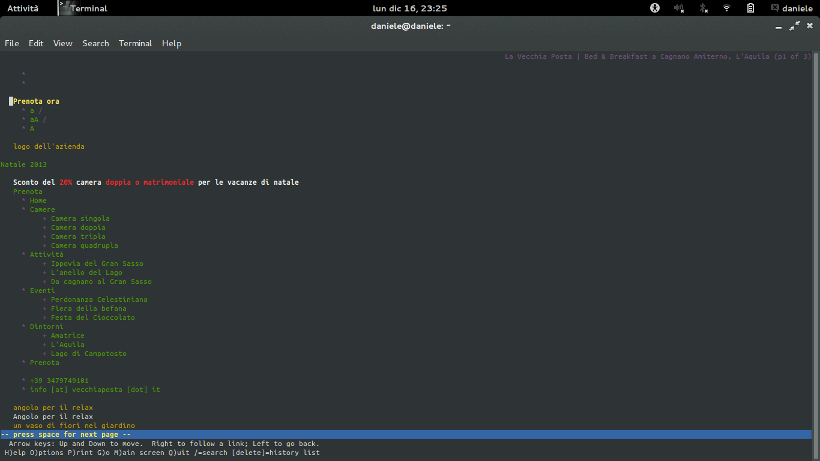 Attività Terminal lun dic 16, 23:25 daniele
daniele@daniele: ~
File Edit View Search Terminal Help
La Vecchia Posta | Bed & Breakfast a Cagnano Amiterno, L'Aquila (p1 of 3)
*
*
Prenota ora
* a /
* aA /
* A
logo dell'azienda
Natale 2013
Sconto del 20% camera doppia o matrimoniale per le vacanze di natale
Prenota
* Home
* Camere
+ Camera singola
+ Camera doppia
+ Camera tripla
+ Camera quadrupla
* Attività
+ Ippovia del Gran Sasso
+ L'anello del Lago
+ Da cagnano al Gran Sasso
* Eventi
+ Perdonanza Celestiniana
+ Fiera della befana
+ Festa del Cioccolato
* Dintorni
+ Amatrice
+ L'Aquila
+ Lago di Campotosto
* Prenota
* +39 3479749101
* info [at] vecchiaposta [dot] it
angolo per il relax
Angolo per il relax
un vaso di fiori nel giardino
-- press space for next page --
Arrow keys: Up and Down to move. Right to follow a link; Left to go back.
H)elp O)ptions P)rint G)o M)ain screen Q)uit /=search [delete]=history list